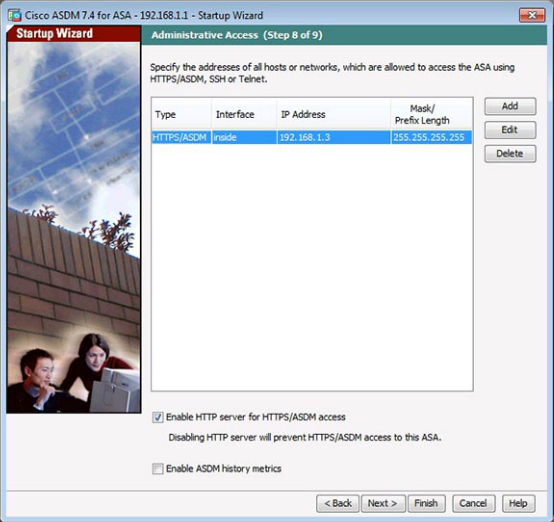 Cisco ASDM 7.4 for ASA - 192.168.1.1 - Startup Wizard
Startup Wizard
Administrative Access (Step 8 of 9)
Specify the addresses of all hosts or networks, which are allowed to access the ASA using
HTTPS/ASDM, SSH or Telnet.
Type Interface IP Address Mask/
Prefix Length
HTTPS/ASDM inside 192.168.1.3 255.255.255.255
Add
Edit
Delete
Enable HTTP server for HTTPS/ASDM access
Disabling HTTP server will prevent HTTPS/ASDM access to this ASA.
Enable ASDM history metrics
< Back Next > Finish Cancel Help